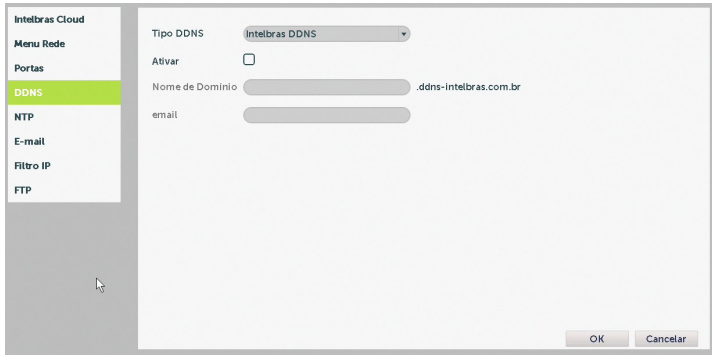 Intelbras Cloud
Menu Rede
Portas
DDNS
NTP
E-mail
Filtro IP
FTP
Tipo DDNS Intelbras DDNS
Ativar
Nome de Domínio .ddns-intelbras.com.br
email
OK Cancelar